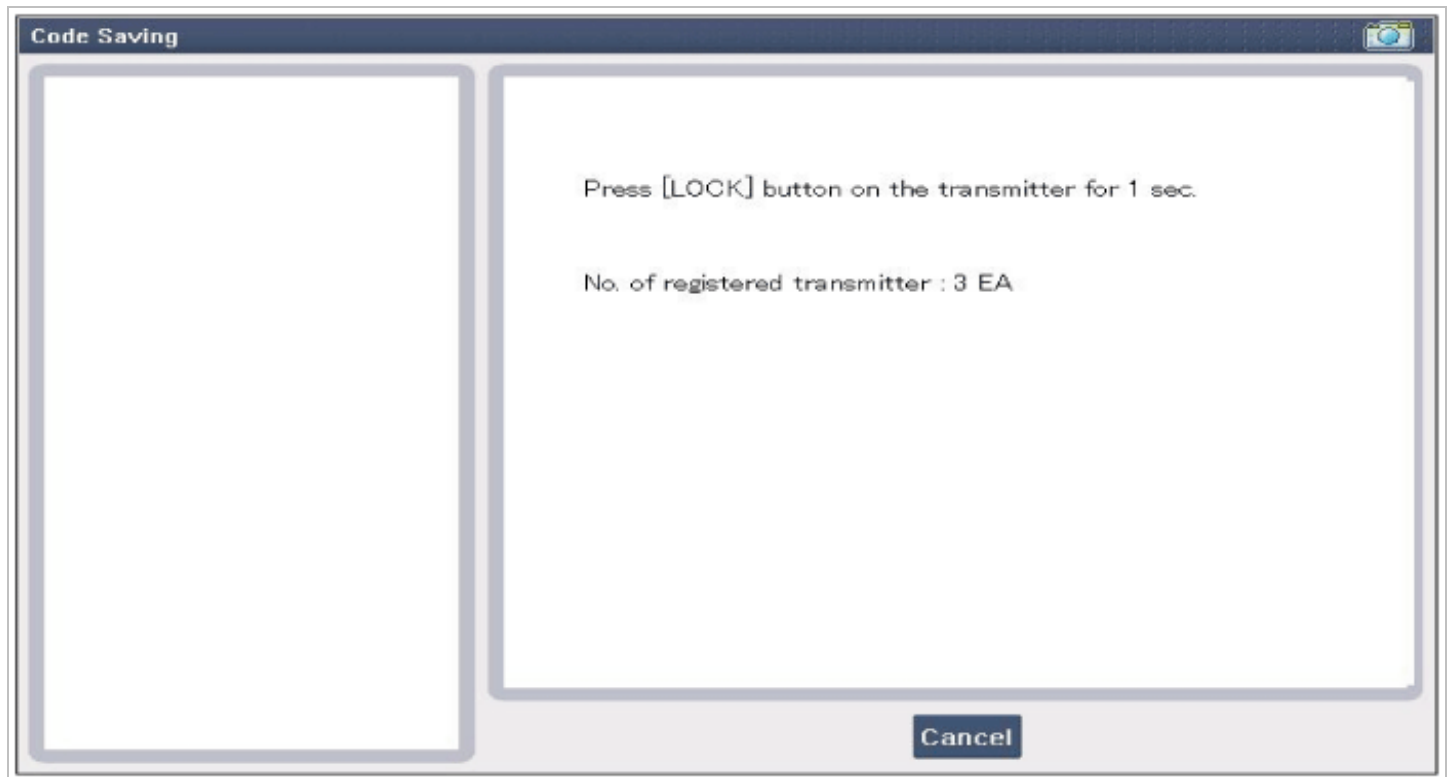 Code Saving
Press [LOCK] button on the transmitter for 1 sec.
No. of registered transmitter : 3 EA
Cancel